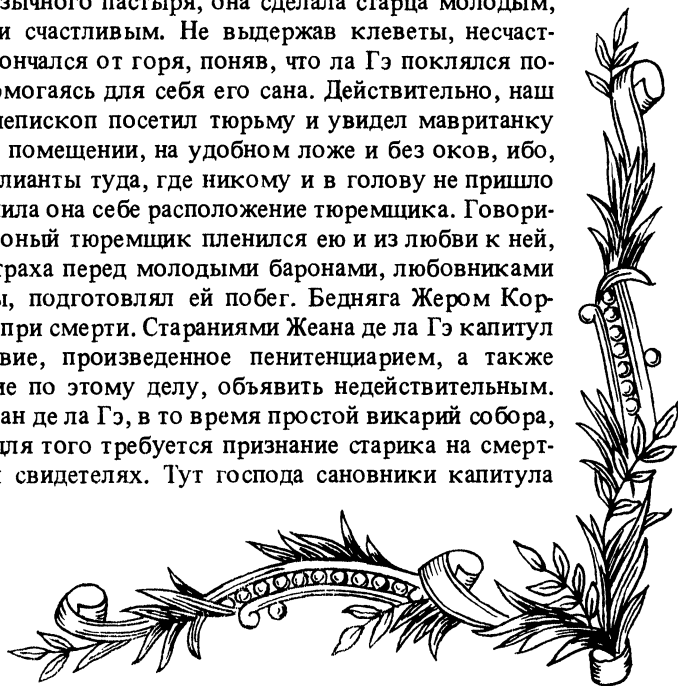 зычного пастыря, она сделала старца молодым,
и счастливым. Не выдержав клеветы, несчаст-
ончался от горя, поняв, что ла Гэ поклялся по-
омогаясь для себя его сана. Действительно, наш
иепископ посетил тюрьму и увидел мавританку
помещении, на удобном ложе и без оков, ибо,
лианты туда, где никому и в голову не пришло
ила она себе расположение тюремщика. Говори-
оный тюремщик пленился ею и из любви к ней,
траха перед молодыми баронами, любовниками
ы, подготовлял ей побег. Бедняга Жером Кор-
при смерти. Стараниями Жеана де ла Гэ капитул
вие, произведенное пенитенциарием, а также
ие по этому делу, объявить недействительным.
ан де ла Гэ, в то время простой викарий собора,
для того требуется признание старика на смерт-
свидетелях. Тут господа сановники капитула